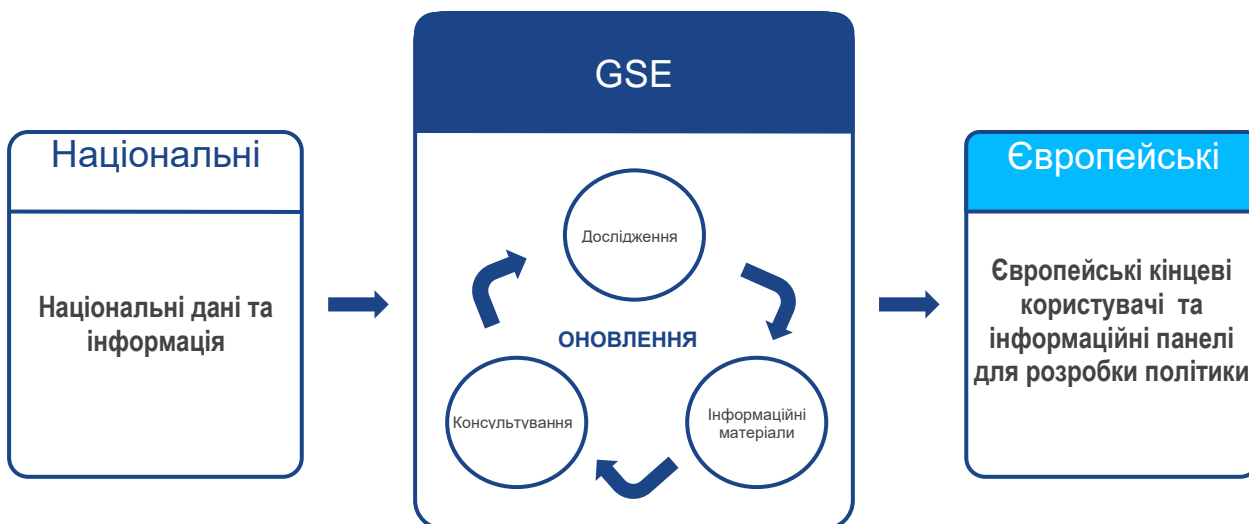 GSE
Національні
Національні дані та
інформація
Дослідження
ОНОВЛЕННЯ
Консультування
Інформаційні
матеріали
Європейські
Європейські кінцеві
користувачі та
інформаційні панелі
для розробки політики